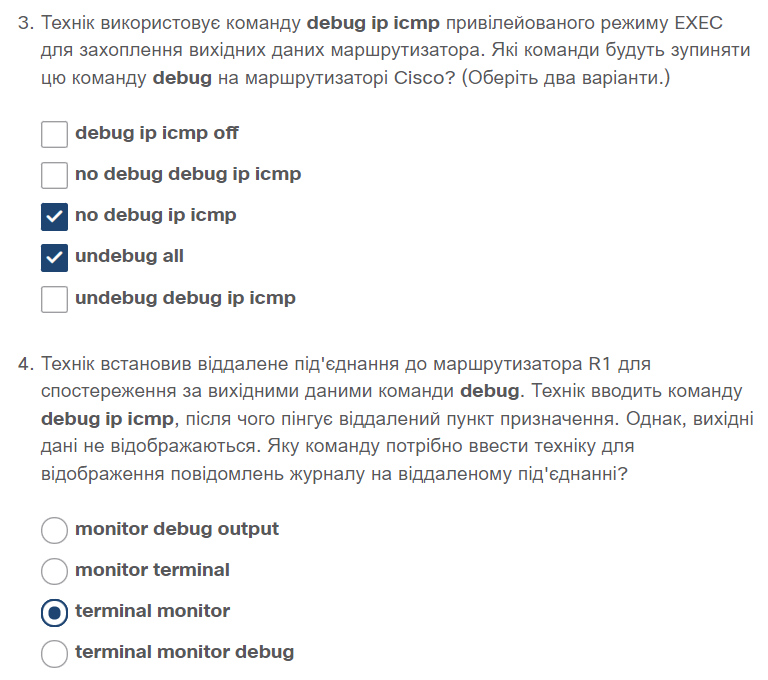 3. Технік використовує команду debug ip icmp привілейованого режиму EXEC
для захоплення вихідних даних маршрутизатора. Які команди будуть зупиняти
цю команду debug на маршрутизаторі Cisco? (Оберіть два варіанти.)
debug ip icmp off
no debug debug ip icmp
no debug ip icmp
undebug all
undebug debug ip icmp
4. Технік встановив віддалене під'єднання до маршрутизатора R1 для
спостереження за вихідними даними команди debug. Технік вводить команду
debug ip icmp, після чого пінгує віддалений пункт призначення. Однак, вихідні
дані не відображаються. Яку команду потрібно ввести техніку для
відображення повідомлень журналу на віддаленому під'єднанні?
monitor debug output
monitor terminal
terminal monitor
terminal monitor debug